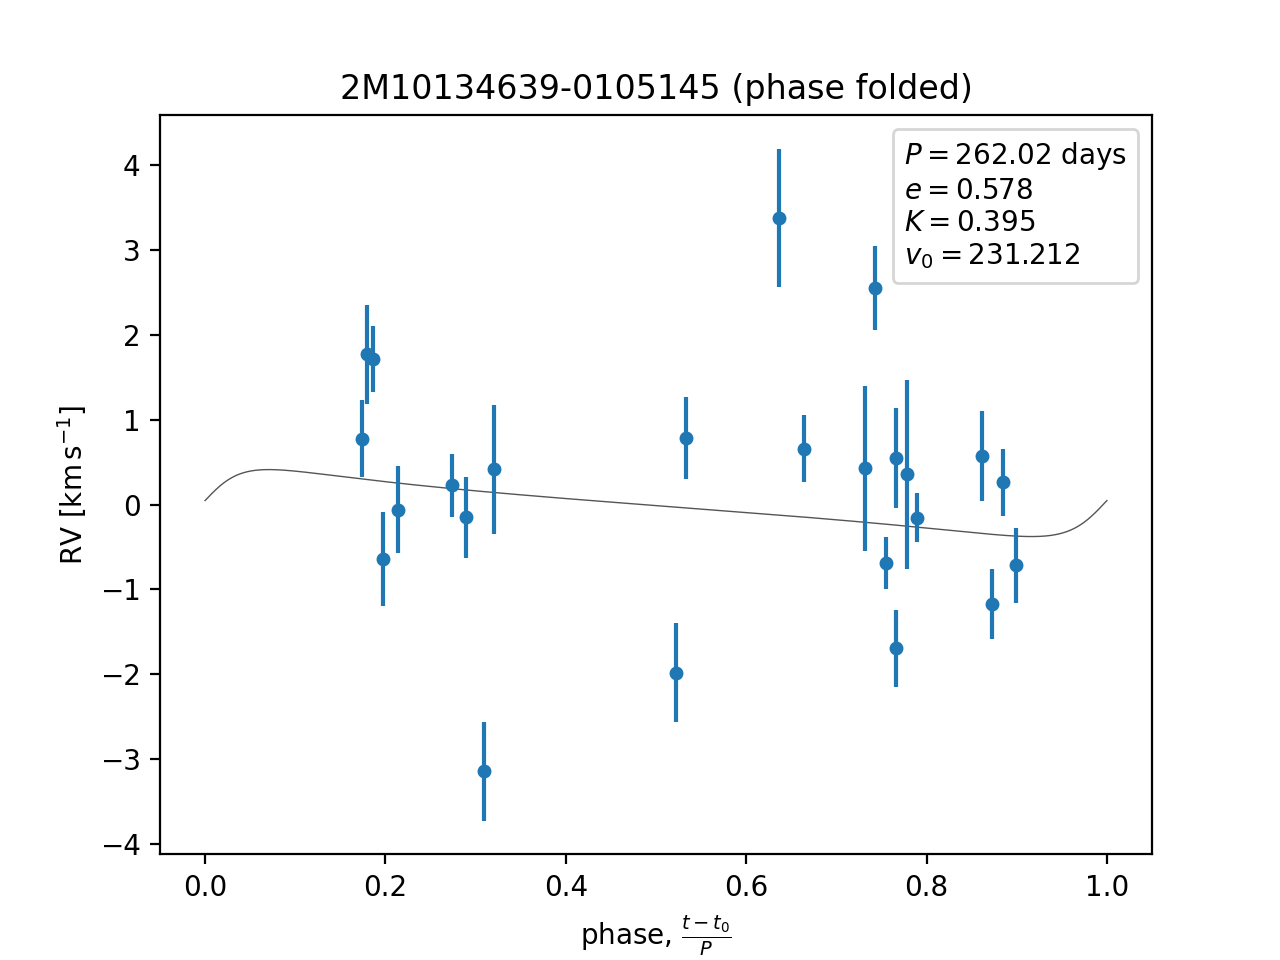 2M10134639-0105145 (phase folded)
P = 262.02 days
e = 0.578
K = 0.395
v₀ = 231.212
RV [km s⁻¹]
4
3
2
1
0
−1
−2
−3
−4
0.0 0.2 0.4 0.6 0.8 1.0
phase, (t − t₀)/P